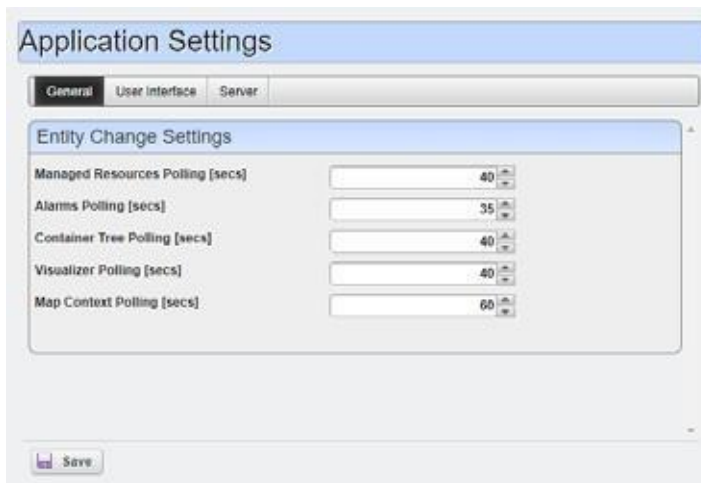 Application Settings
General User Interface Server
Entity Change Settings
Managed Resources Polling [secs] 40
Alarms Polling [secs] 35
Container Tree Polling [secs] 40
Visualizer Polling [secs] 40
Map Context Polling [secs] 60
Save